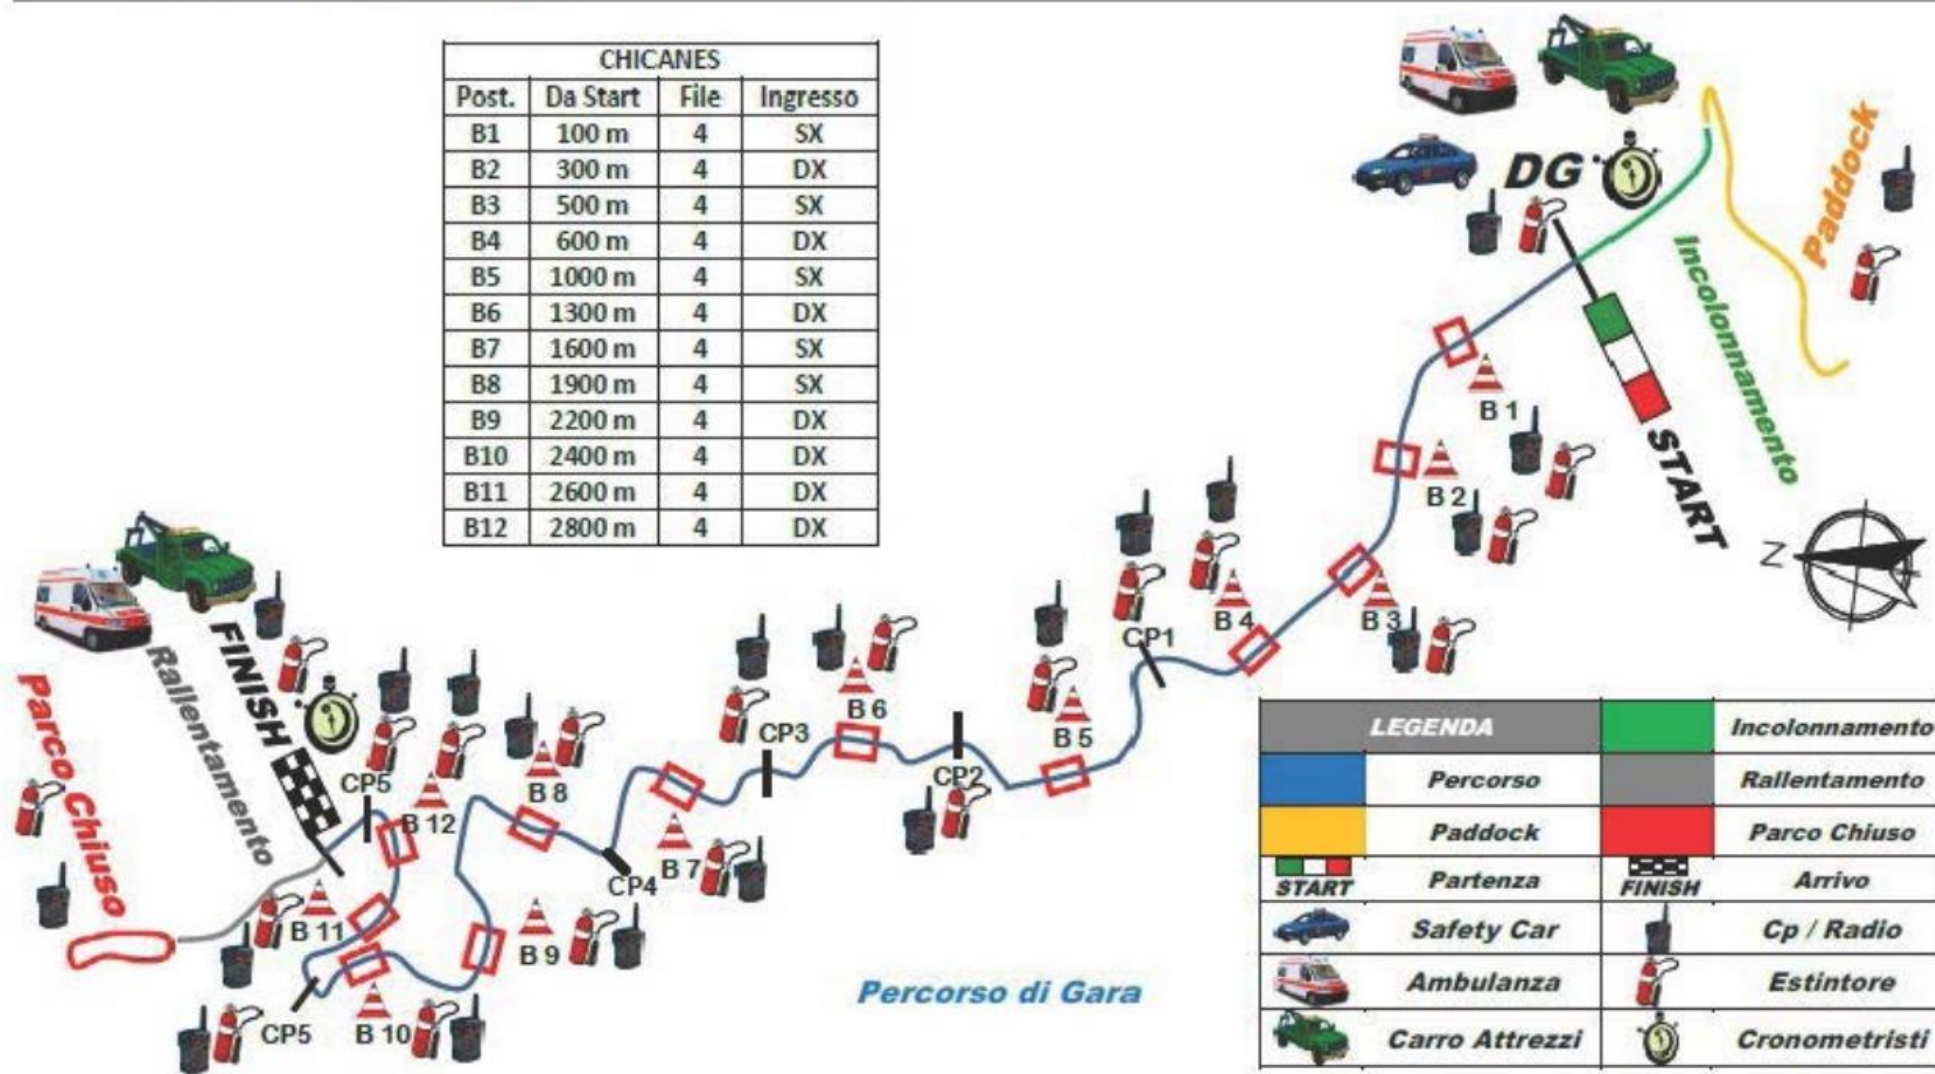 CHICANES
Post. Da Start File Ingresso
B1 100 m 4 SX
B2 300 m 4 DX
B3 500 m 4 SX
B4 600 m 4 DX
B5 1000 m 4 SX
B6 1300 m 4 DX
B7 1600 m 4 SX
B8 1900 m 4 SX
B9 2200 m 4 DX
B10 2400 m 4 DX
B11 2600 m 4 DX
B12 2800 m 4 DX
DG
Paddock
Incolonnamento
START
B 1
B 2
B 3
B 4
CP1
B 5
CP2
B 6
CP3
B 7
CP4
B 8
B 9
B 10
CP5
B 11
B 12
CP5
FINISH
Rallentamento
Parco Chiuso
Z
Percorso di Gara
LEGENDA Incolonnamento
Percorso Rallentamento
Paddock Parco Chiuso
START Partenza FINISH Arrivo
Safety Car Cp / Radio
Ambulanza Estintore
Carro Attrezzi Cronometristi